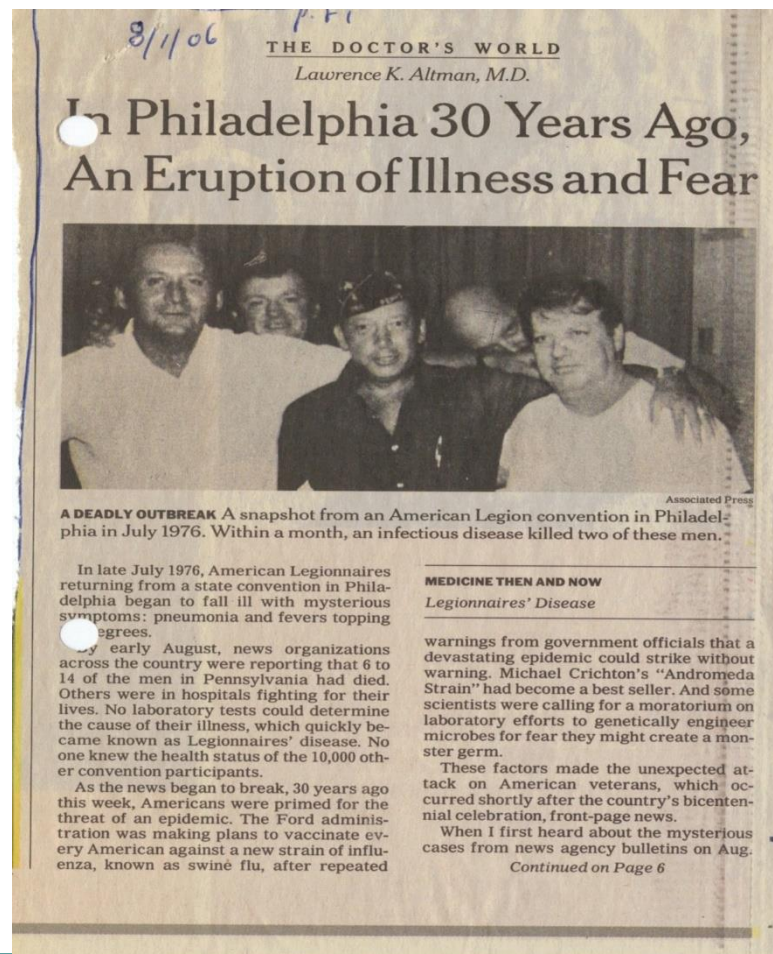 8/1/06
THE DOCTOR'S WORLD
Lawrence K. Altman, M.D.
In Philadelphia 30 Years Ago,
An Eruption of Illness and Fear
Associated Press
A DEADLY OUTBREAK A snapshot from an American Legion convention in Philadel-
phia in July 1976. Within a month, an infectious disease killed two of these men.
In late July 1976, American Legionnaires
returning from a state convention in Phila-
delphia began to fall ill with mysterious
symptoms: pneumonia and fevers topping
egrees.
By early August, news organizations
across the country were reporting that 6 to
14 of the men in Pennsylvania had died.
Others were in hospitals fighting for their
lives. No laboratory tests could determine
the cause of their illness, which quickly be-
came known as Legionnaires' disease. No
one knew the health status of the 10,000 oth-
er convention participants.
As the news began to break, 30 years ago
this week, Americans were primed for the
threat of an epidemic. The Ford adminis-
tration was making plans to vaccinate ev-
ery American against a new strain of influ-
enza, known as swine flu, after repeated
MEDICINE THEN AND NOW
Legionnaires' Disease
warnings from government officials that a
devastating epidemic could strike without
warning. Michael Crichton's "Andromeda
Strain" had become a best seller. And some
scientists were calling for a moratorium on
laboratory efforts to genetically engineer
microbes for fear they might create a mon-
ster germ.
These factors made the unexpected at-
tack on American veterans, which oc-
curred shortly after the country's bicenten-
nial celebration, front-page news.
When I first heard about the mysterious
cases from news agency bulletins on Aug.
Continued on Page 6